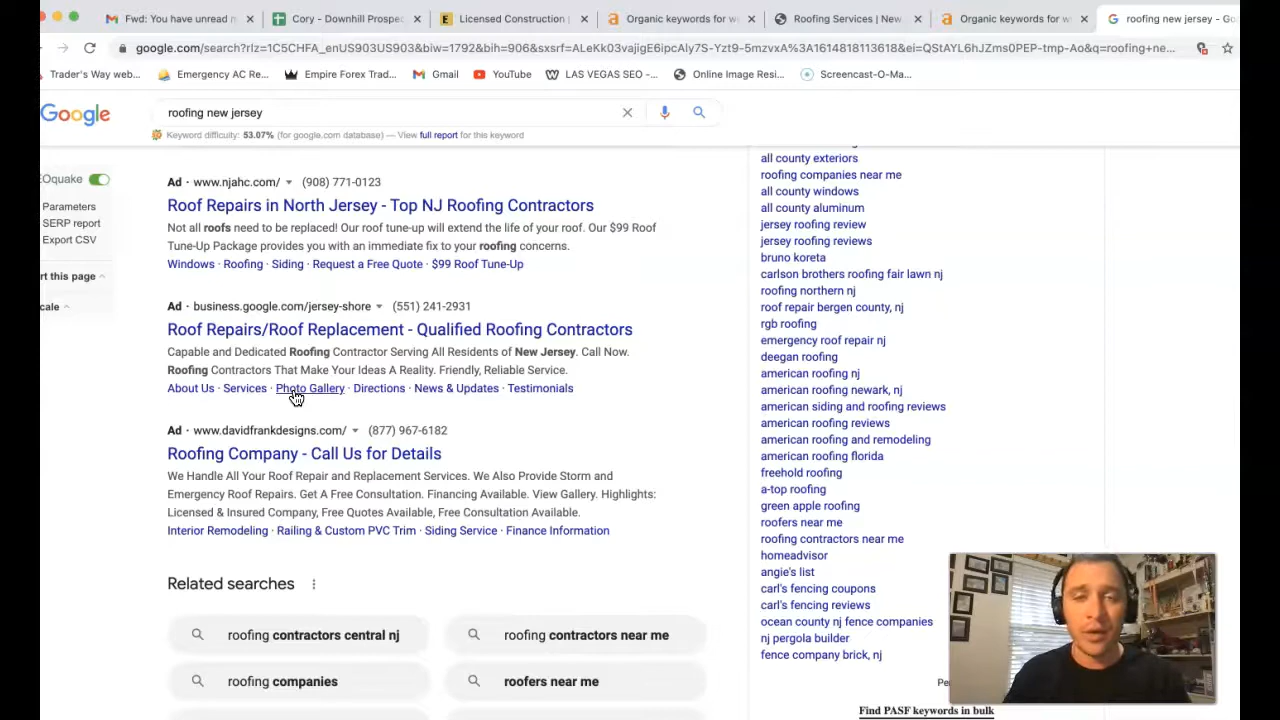 Fwd: You have unread n
Cory - Downhill Prospec
Licensed Construction
Organic keywords for w
Roofing Services | New
Organic keywords for w
roofing new jersey - Go
google.com/search?rlz=1C5CHFA_enUS903US903&biw=1792&bih=906&sxsrf=ALeKk03vajigE6ipcAly7S-Yzt9-5mzvxA%3A1614818113618&ei=QStAYL6hJZms0PEP-tmp-Ao&q=roofing+ne...
Trader's Way web...
Emergency AC Re...
Empire Forex Trad...
Gmail
YouTube
LAS VEGAS SEO -...
Online Image Resi...
Screencast-O-Ma...
Google
roofing new jersey
Keyword difficulty: 53.07% (for google.com database) — View full report for this keyword
EOquake
Parameters
SERP report
Export CSV
rt this page
cale
Ad · www.njahc.com/ (908) 771-0123
Roof Repairs in North Jersey - Top NJ Roofing Contractors
Not all roofs need to be replaced! Our roof tune-up will extend the life of your roof. Our $99 Roof
Tune-Up Package provides you with an immediate fix to your roofing concerns.
Windows · Roofing · Siding · Request a Free Quote · $99 Roof Tune-Up
Ad · business.google.com/jersey-shore (551) 241-2931
Roof Repairs/Roof Replacement - Qualified Roofing Contractors
Capable and Dedicated Roofing Contractor Serving All Residents of New Jersey. Call Now.
Roofing Contractors That Make Your Ideas A Reality. Friendly, Reliable Service.
About Us · Services · Photo Gallery · Directions · News & Updates · Testimonials
Ad · www.davidfrankdesigns.com/ (877) 967-6182
Roofing Company - Call Us for Details
We Handle All Your Roof Repair and Replacement Services. We Also Provide Storm and
Emergency Roof Repairs. Get A Free Consultation. Financing Available. View Gallery. Highlights:
Licensed & Insured Company, Free Quotes Available, Free Consultation Available.
Interior Remodeling · Railing & Custom PVC Trim · Siding Service · Finance Information
Related searches
roofing contractors central nj
roofing contractors near me
roofing companies
roofers near me
all county exteriors
roofing companies near me
all county windows
all county aluminum
jersey roofing review
jersey roofing reviews
bruno koreta
carlson brothers roofing fair lawn nj
roofing northern nj
roof repair bergen county, nj
rgb roofing
emergency roof repair nj
deegan roofing
american roofing nj
american roofing newark, nj
american siding and roofing reviews
american roofing reviews
american roofing and remodeling
american roofing florida
freehold roofing
a-top roofing
green apple roofing
roofers near me
roofing contractors near me
homeadvisor
angie's list
carl's fencing coupons
carl's fencing reviews
ocean county nj fence companies
nj pergola builder
fence company brick, nj
Pe
Find PASF keywords in bulk